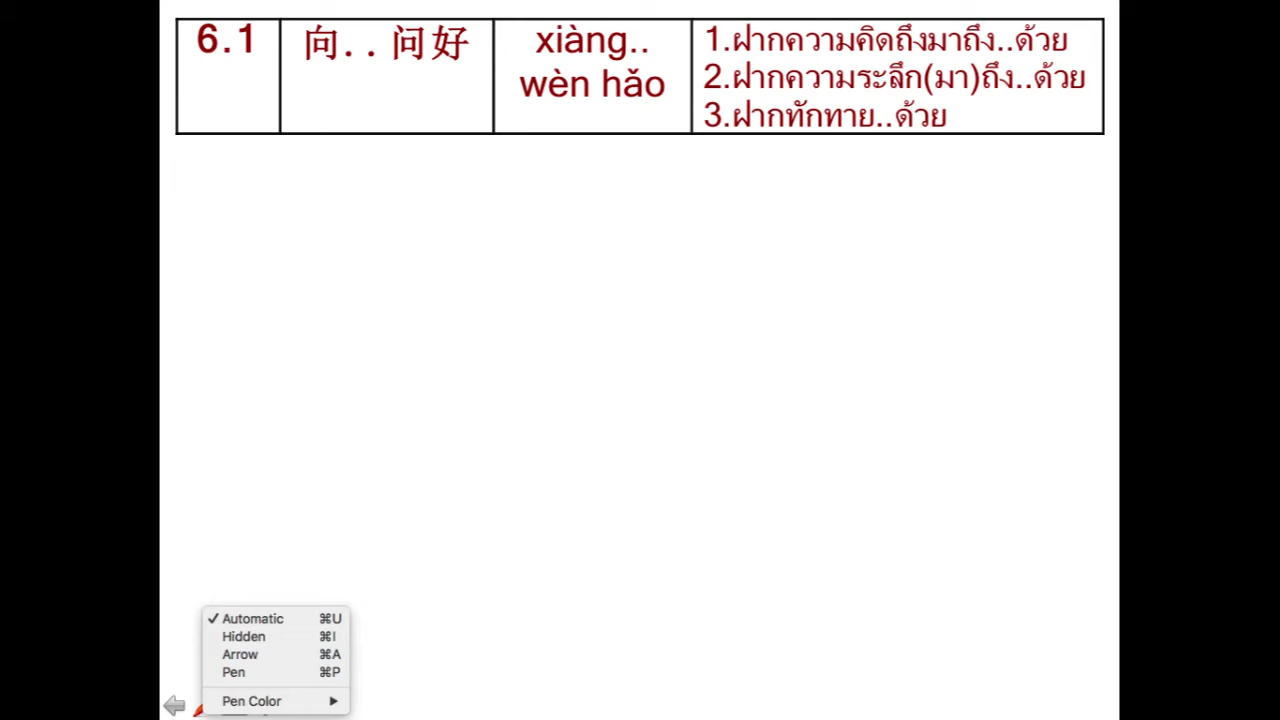 6.1
向..问好
xiàng..
wèn hǎo
1.ฝากความคิดถึงมาถึง..ด้วย
2.ฝากความระลึก(มา)ถึง..ด้วย
3.ฝากทักทาย..ด้วย
✓ Automatic ⌘U
Hidden ⌘I
Arrow ⌘A
Pen ⌘P
Pen Color ▶